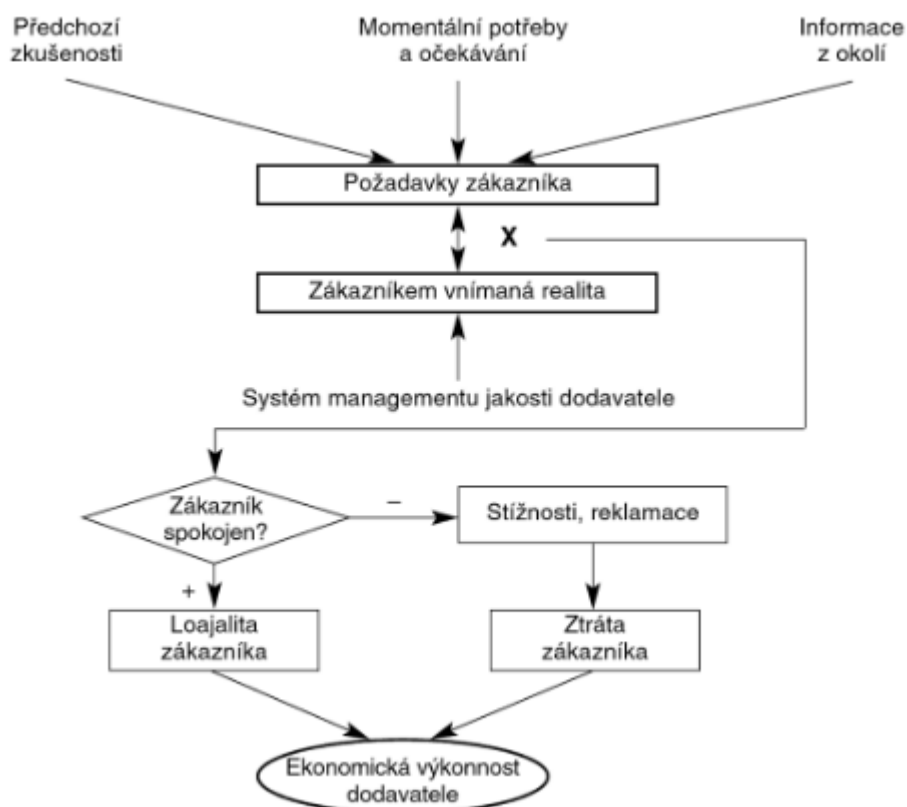 Předchozí
zkušenosti
Momentální potřeby
a očekávání
Informace
z okolí
Požadavky zákazníka
X
Zákazníkem vnímaná realita
Systém managementu jakosti dodavatele
Zákazník
spokojen?
–
Stížnosti, reklamace
+
Loajalita
zákazníka
Ztráta
zákazníka
Ekonomická výkonnost
dodavatele